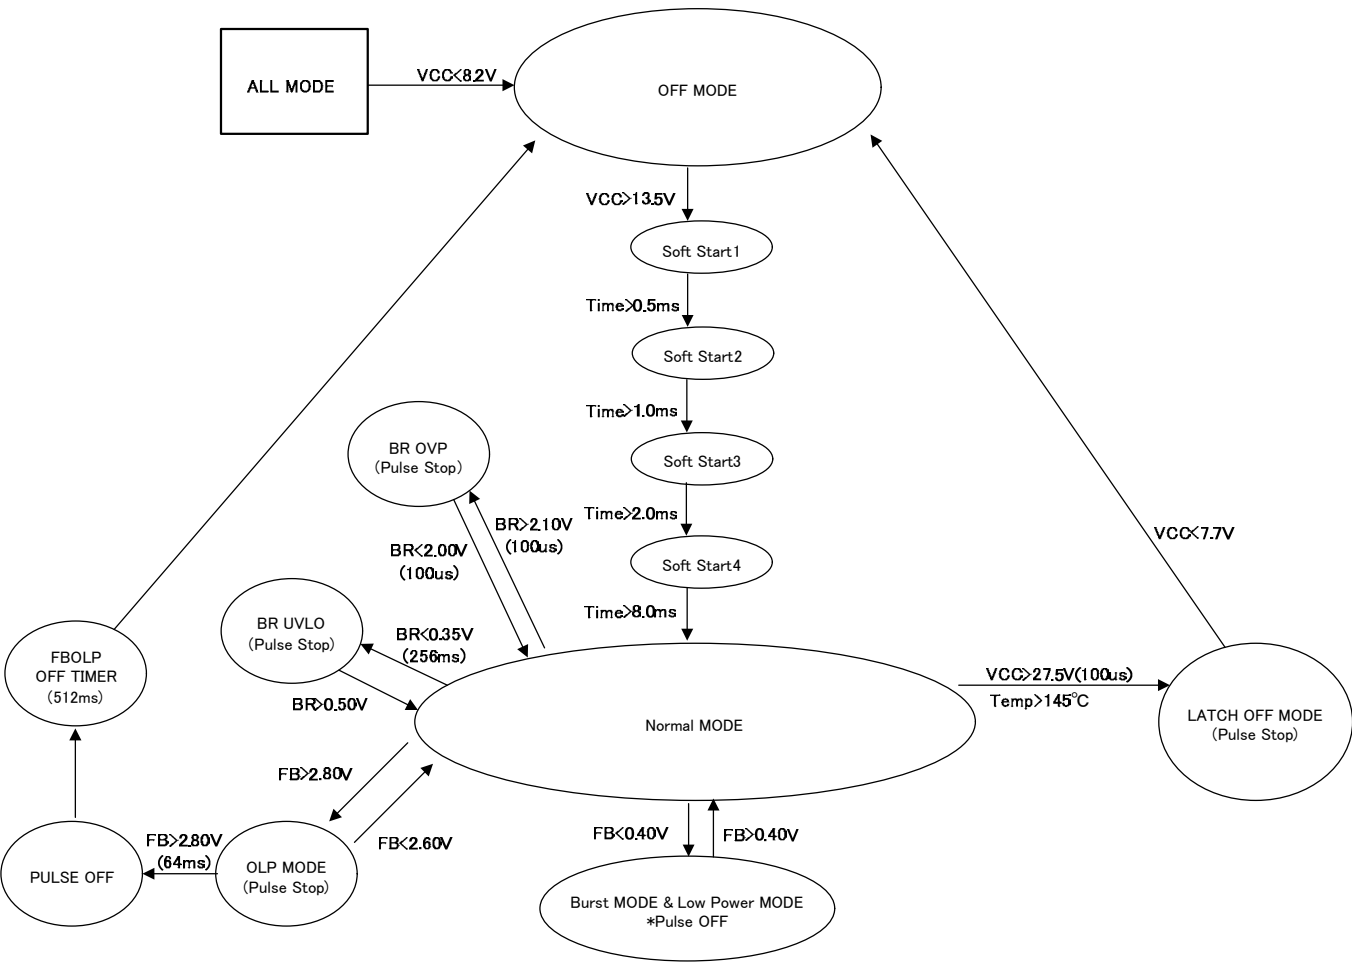 ALL MODE
VCC<8.2V
OFF MODE
VCC>13.5V
Soft Start1
Time>0.5ms
Soft Start2
Time>1.0ms
Soft Start3
Time>2.0ms
Soft Start4
Time>8.0ms
BR OVP
(Pulse Stop)
BR>2.10V
(100us)
BR<2.00V
(100us)
VCC<7.7V
BR UVLO
(Pulse Stop)
BR<0.35V
(256ms)
BR>0.50V
FBOLP
OFF TIMER
(512ms)
Normal MODE
VCC>27.5V(100us)
Temp>145℃
LATCH OFF MODE
(Pulse Stop)
FB>2.80V
FB<2.60V
FB<0.40V
FB>0.40V
FB>2.80V
(64ms)
PULSE OFF
OLP MODE
(Pulse Stop)
Burst MODE & Low Power MODE
*Pulse OFF